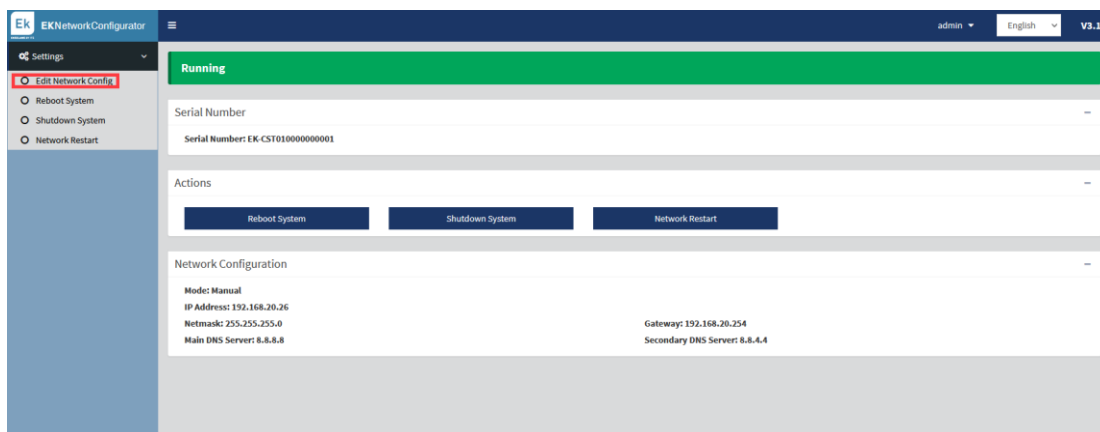 Ek EKNetworkConfigurator admin English V3.1
Settings
Edit Network Config
Reboot System
Shutdown System
Network Restart
Running
Serial Number
Serial Number: EK-CST010000000001
Actions
Reboot System Shutdown System Network Restart
Network Configuration
Mode: Manual
IP Address: 192.168.20.26
Netmask: 255.255.255.0 Gateway: 192.168.20.254
Main DNS Server: 8.8.8.8 Secondary DNS Server: 8.8.4.4